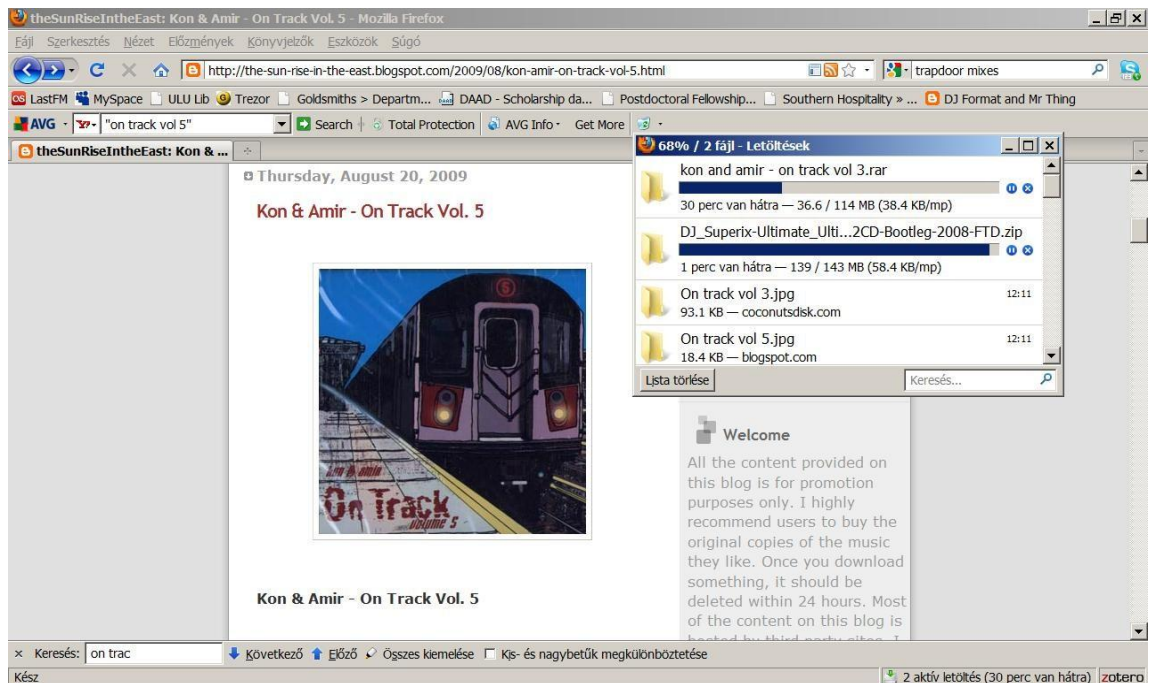 theSunRiseIntheEast: Kon & Amir - On Track Vol. 5 - Mozilla Firefox
Fájl Szerkesztés Nézet Előzmények Könyvjelzők Eszközök Súgó
http://the-sun-rise-in-the-east.blogspot.com/2009/08/kon-amir-on-track-vol-5.html trapdoor mixes
LastFM MySpace ULU Lib Trezor Goldsmiths > Departm... DAAD - Scholarship da... Postdoctoral Fellowship... Southern Hospitality » ... DJ Format and Mr Thing
AVG "on track vol 5" Search Total Protection AVG Info Get More
theSunRiseIntheEast: Kon & ...
68% / 2 fájl - Letöltések
kon and amir - on track vol 3.rar
30 perc van hátra — 36.6 / 114 MB (38.4 KB/mp)
DJ_Superix-Ultimate_Ulti...2CD-Bootleg-2008-FTD.zip
1 perc van hátra — 139 / 143 MB (58.4 KB/mp)
On track vol 3.jpg 12:11
93.1 KB — coconutsdisk.com
On track vol 5.jpg 12:11
18.4 KB — blogspot.com
Lista törlése Keresés...
Thursday, August 20, 2009
Kon & Amir - On Track Vol. 5
5
kon & amir
On Track
Volume 5
Kon & Amir - On Track Vol. 5
Welcome
All the content provided on
this blog is for promotion
purposes only. I highly
recommend users to buy the
original copies of the music
they like. Once you download
something, it should be
deleted within 24 hours. Most
of the content on this blog is
hosted by third party sites. I
Keresés: on trac Következő Előző Összes kiemelése Kis- és nagybetűk megkülönböztetése
Kész 2 aktív letöltés (30 perc van hátra) zotero